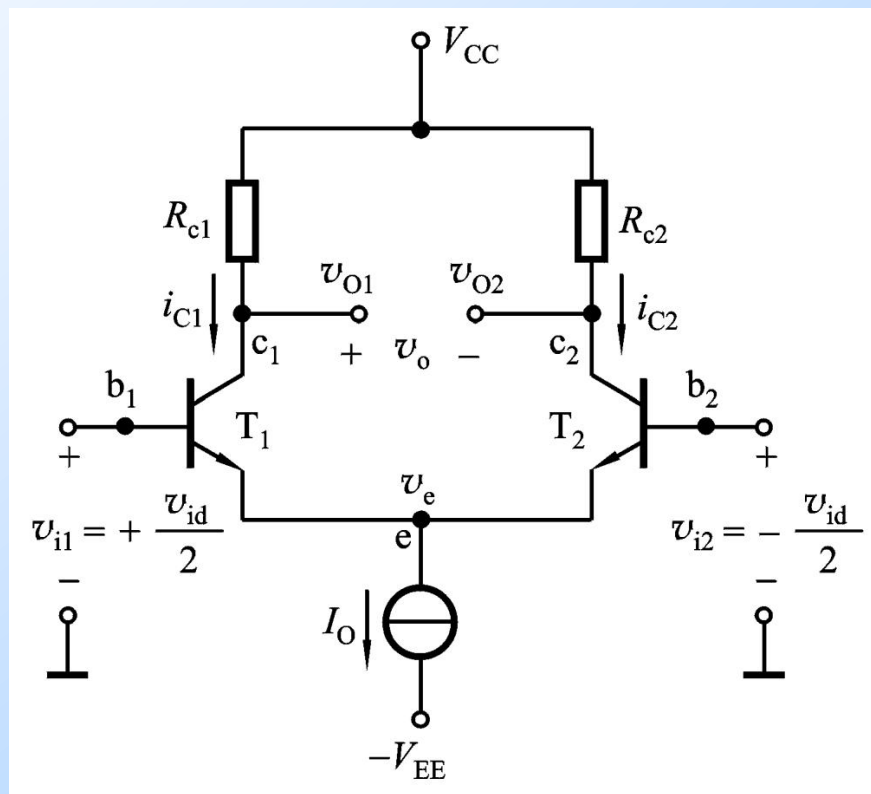 V_CC
R_c1
R_c2
v_O1 v_O2
i_C1
i_C2
c_1 + v_o − c_2
b_1
b_2
T_1
T_2
+
+
v_e
e
v_i1 = + v_id/2
v_i2 = − v_id/2
−
−
I_O
−V_EE